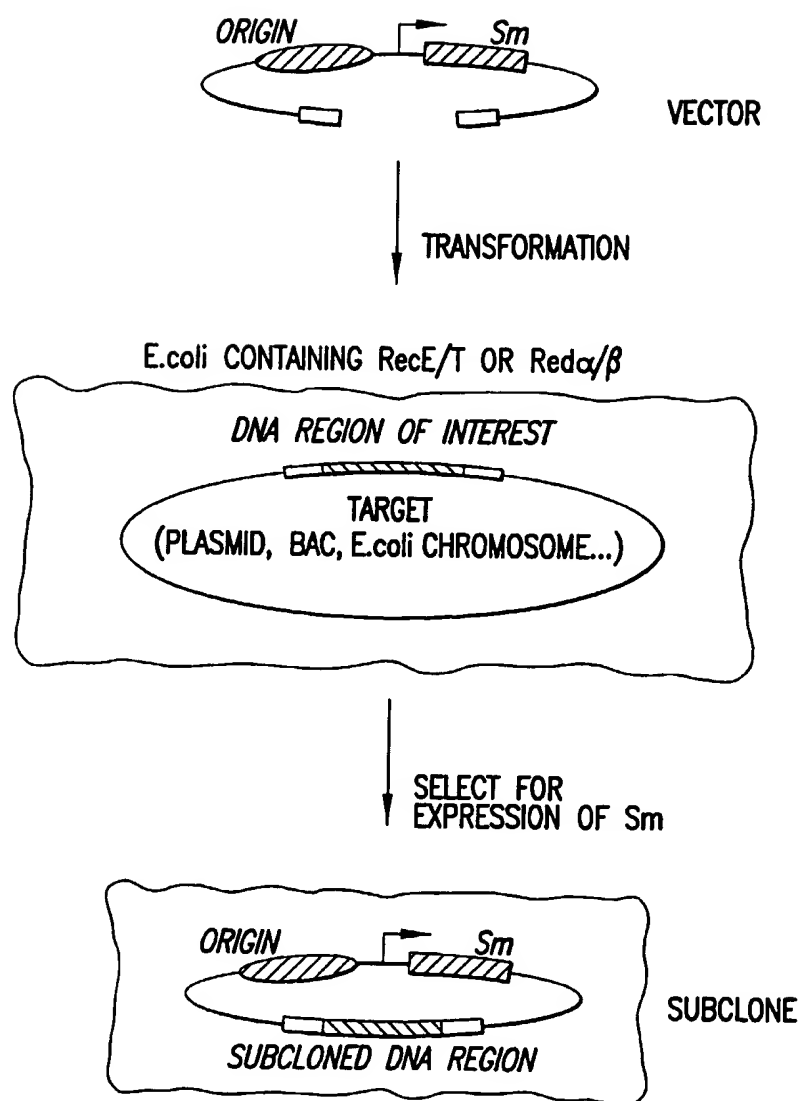 ORIGIN
Sm
VECTOR
TRANSFORMATION
E.coli CONTAINING RecE/T OR Redα/β
DNA REGION OF INTEREST
TARGET
(PLASMID, BAC, E.coli CHROMOSOME...)
SELECT FOR
EXPRESSION OF Sm
ORIGIN
Sm
SUBCLONE
SUBCLONED DNA REGION